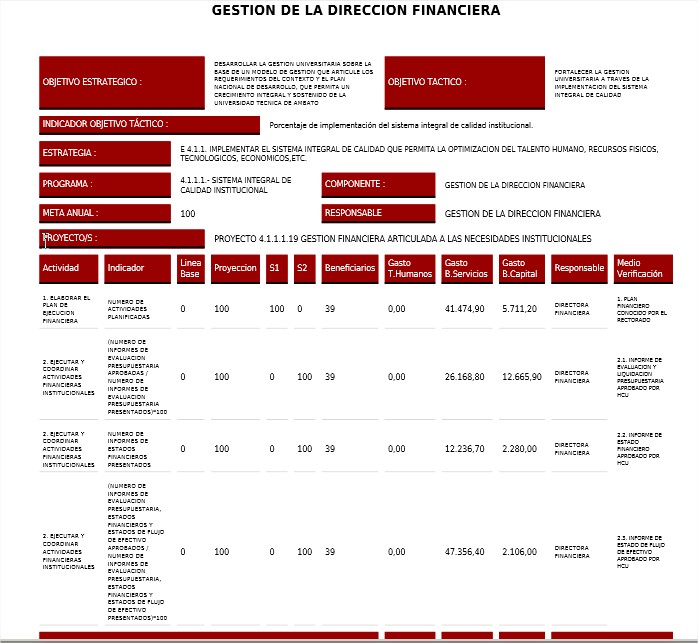 GESTION DE LA DIRECCION FINANCIERA
OBJETIVO ESTRATEGICO :
DESARROLLAR LA GESTION UNIVERSITARIA SOBRE LA
BASE DE UN MODELO DE GESTION QUE ARTICULE LOS
REQUERIMIENTOS DEL CONTEXTO Y EL PLAN
NACIONAL DE DESARROLLO, QUE PERMITA UN
CRECIMIENTO INTEGRAL Y SOSTENIDO DE LA
UNIVERSIDAD TECNICA DE AMBATO
OBJETIVO TACTICO :
FORTALECER LA GESTION
UNIVERSITARIA A TRAVES DE LA
IMPLEMENTACION DEL SISTEMA
INTEGRAL DE CALIDAD
INDICADOR OBJETIVO TÁCTICO :
Porcentaje de implementación del sistema integral de calidad institucional.
ESTRATEGIA :
E 4.1.1. IMPLEMENTAR EL SISTEMA INTEGRAL DE CALIDAD QUE PERMITA LA OPTIMIZACION DEL TALENTO HUMANO, RECURSOS FISICOS,
TECNOLOGICOS, ECONOMICOS,ETC.
PROGRAMA :
4.1.1.1.- SISTEMA INTEGRAL DE
CALIDAD INSTITUCIONAL
COMPONENTE :
GESTION DE LA DIRECCION FINANCIERA
META ANUAL :
100
RESPONSABLE
GESTION DE LA DIRECCION FINANCIERA
PROYECTO/S :
PROYECTO 4.1.1.1.19 GESTION FINANCIERA ARTICULADA A LAS NECESIDADES INSTITUCIONALES
Actividad
Indicador
Linea
Base
Proyeccion
S1
S2
Beneficiarios
Gasto
T.Humanos
Gasto
B.Servicios
Gasto
B.Capital
Responsable
Medio
Verificación
1. ELABORAR EL
PLAN DE
EJECUCION
FINANCIERA
NUMERO DE
ACTIVIDADES
PLANIFICADAS
0
100
100
0
39
0,00
41.474,90
5.711,20
DIRECTORA
FINANCIERA
1. PLAN
FINANCIERO
CONOCIDO POR EL
RECTORADO
2. EJECUTAR Y
COORDINAR
ACTIVIDADES
FINANCIERAS
INSTITUCIONALES
(NUMERO DE
INFORMES DE
EVALUACION
PRESUPUESTARIA
APROBADAS /
NUMERO DE
INFORMES DE
EVALUACION
PRESUPUESTARIA
PRESENTADOS)*100
0
100
0
100
39
0,00
26.168,80
12.665,90
DIRECTORA
FINANCIERA
2.1. INFORME DE
EVALUACION Y
LIQUIDACION
PRESUPUESTARIA
APROBADO POR
HCU
2. EJECUTAR Y
COORDINAR
ACTIVIDADES
FINANCIERAS
INSTITUCIONALES
NUMERO DE
INFORMES DE
ESTADOS
FINANCIEROS
PRESENTADOS
0
100
0
100
39
0,00
12.236,70
2.280,00
DIRECTORA
FINANCIERA
2.2. INFORME DE
ESTADO
FINANCIERO
APROBADO POR
HCU
2. EJECUTAR Y
COORDINAR
ACTIVIDADES
FINANCIERAS
INSTITUCIONALES
(NUMERO DE
INFORMES DE
EVALUACION
PRESUPUESTARIA,
ESTADOS
FINANCIEROS Y
ESTADOS DE FLUJO
DE EFECTIVO
APROBADOS /
NUMERO DE
INFORMES DE
EVALUACION
PRESUPUESTARIA,
ESTADOS
FINANCIEROS Y
ESTADOS DE FLUJO
DE EFECTIVO
PRESENTADOS)*100
0
100
0
100
39
0,00
47.356,40
2.106,00
DIRECTORA
FINANCIERA
2.3. INFORME DE
ESTADO DE FLUJO
DE EFECTIVO
APROBADO POR
HCU